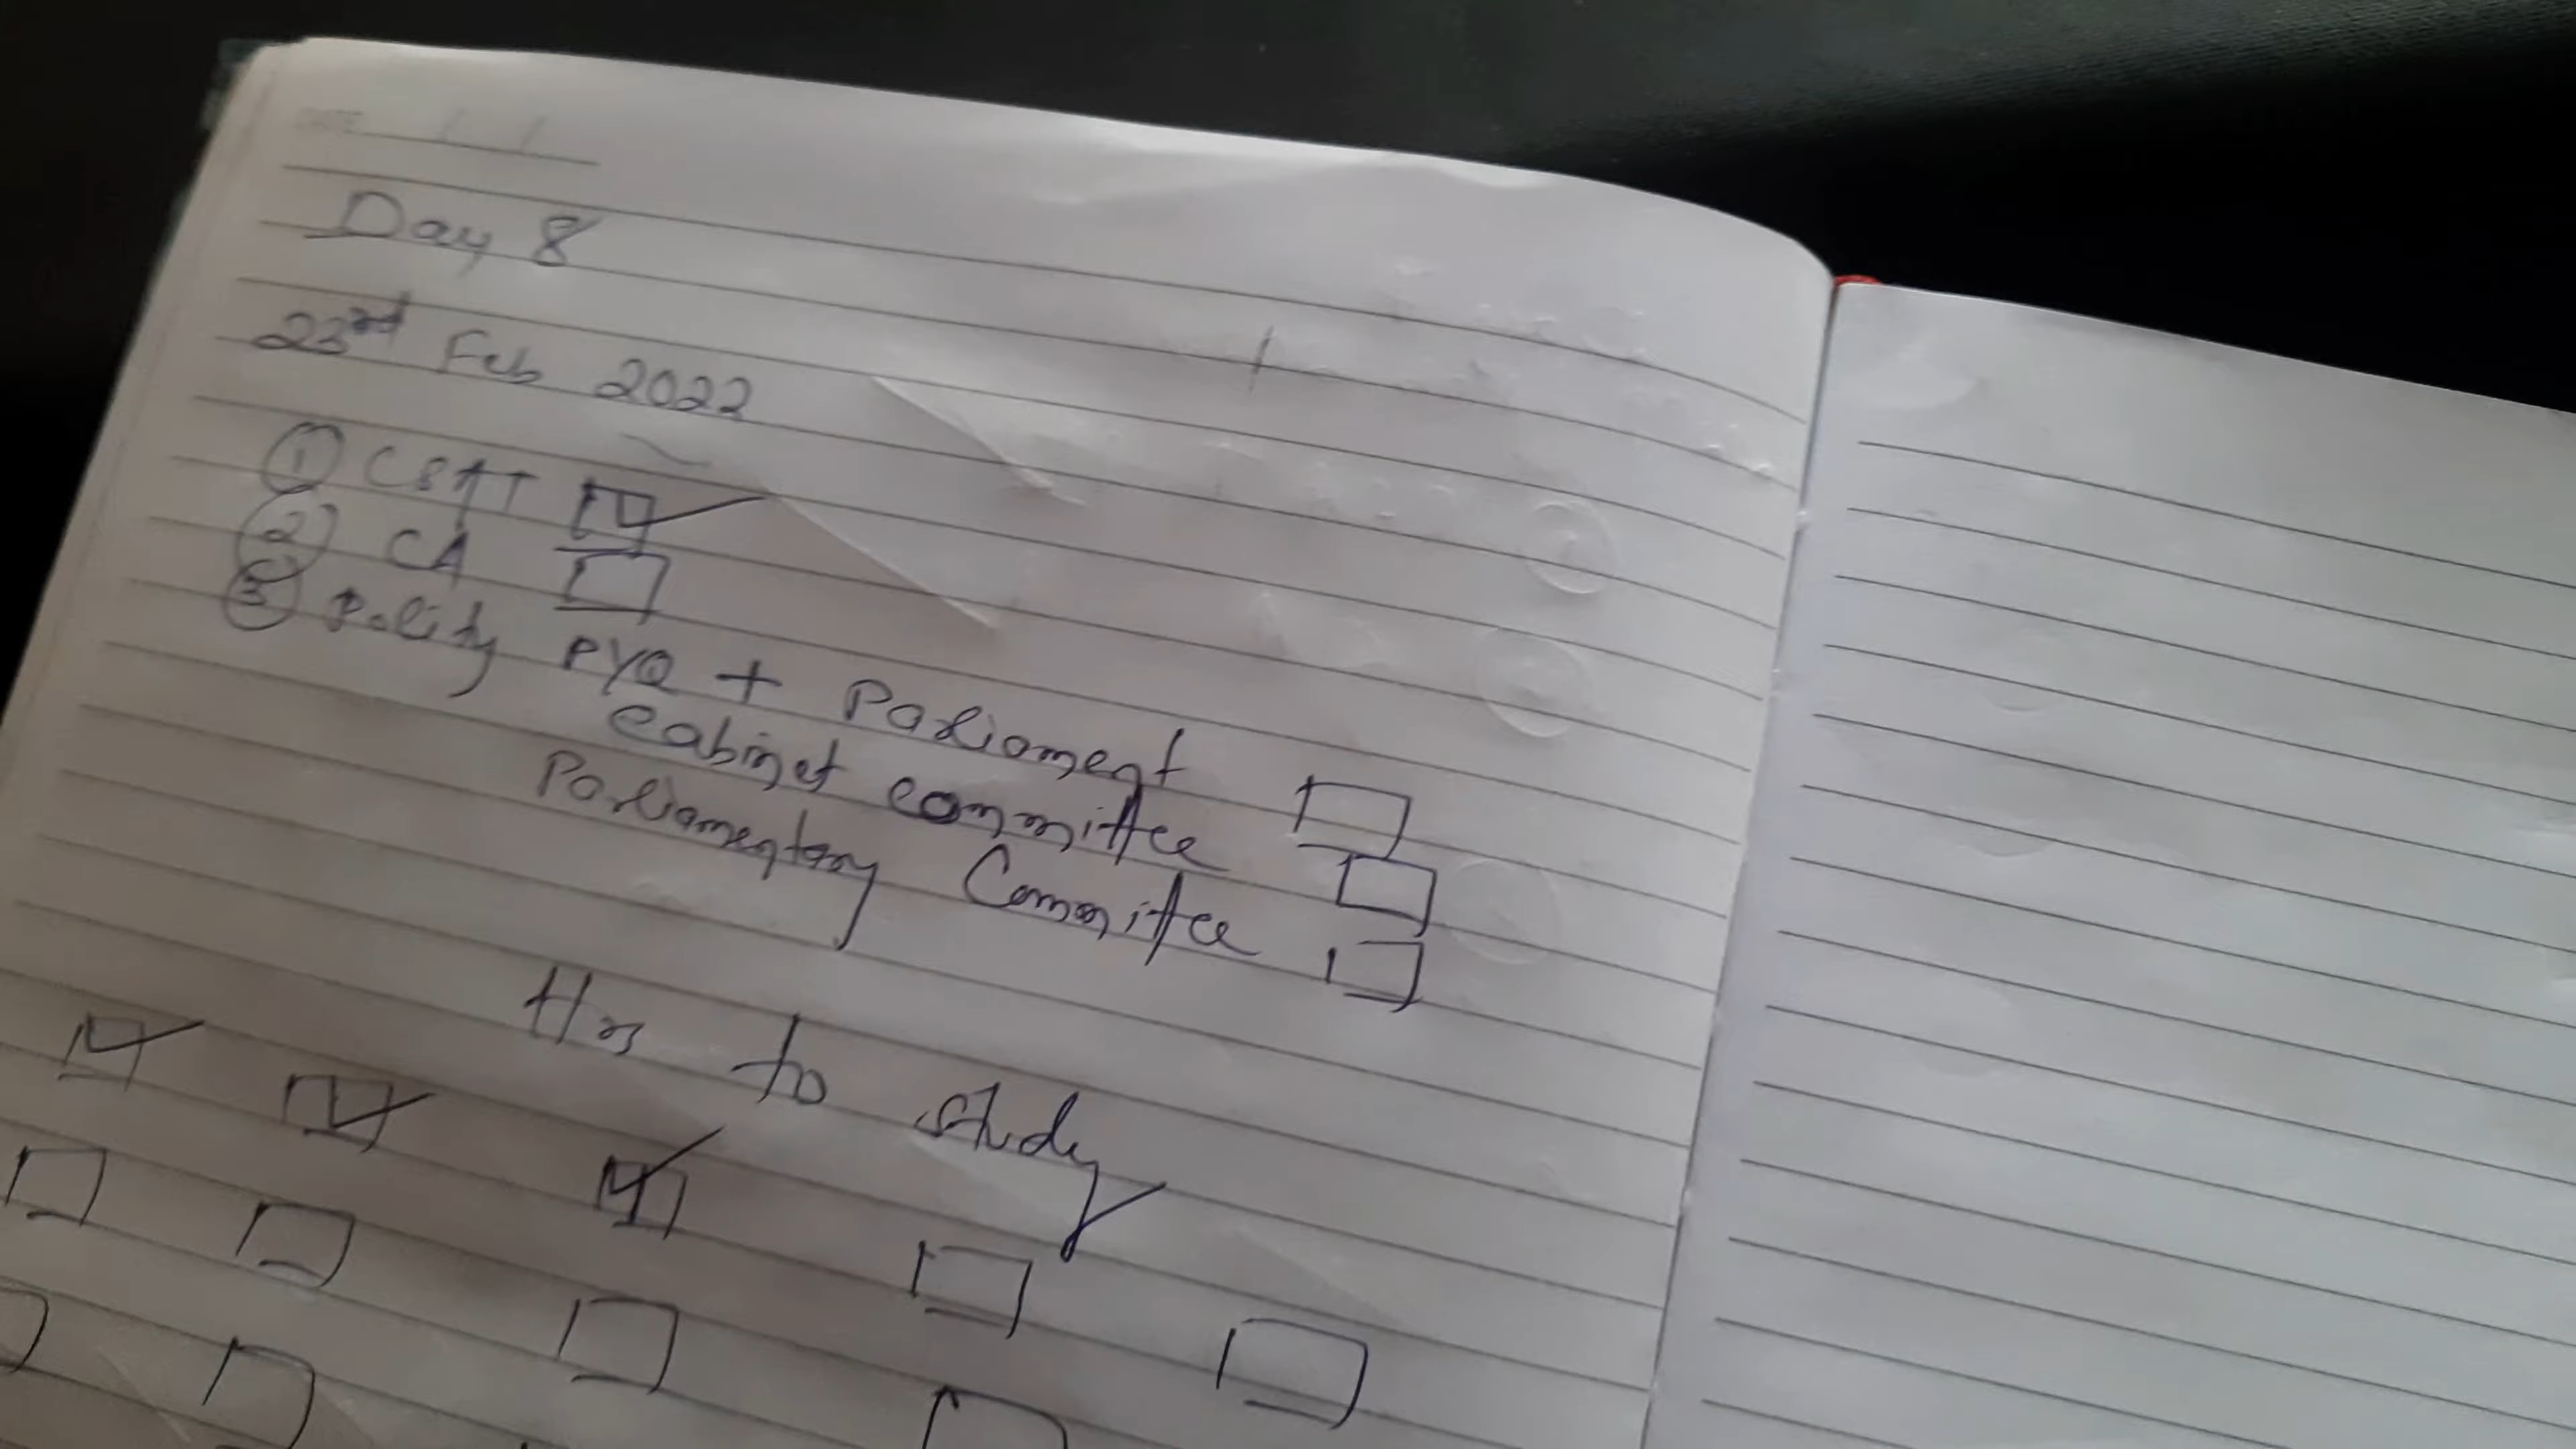 DATE / /
Day 8
23rd Feb 2022
① CSAT
② CA
③ Polity PYQ + Parliament
Cabinet committee
Parliamentary Committee
Hrs to study